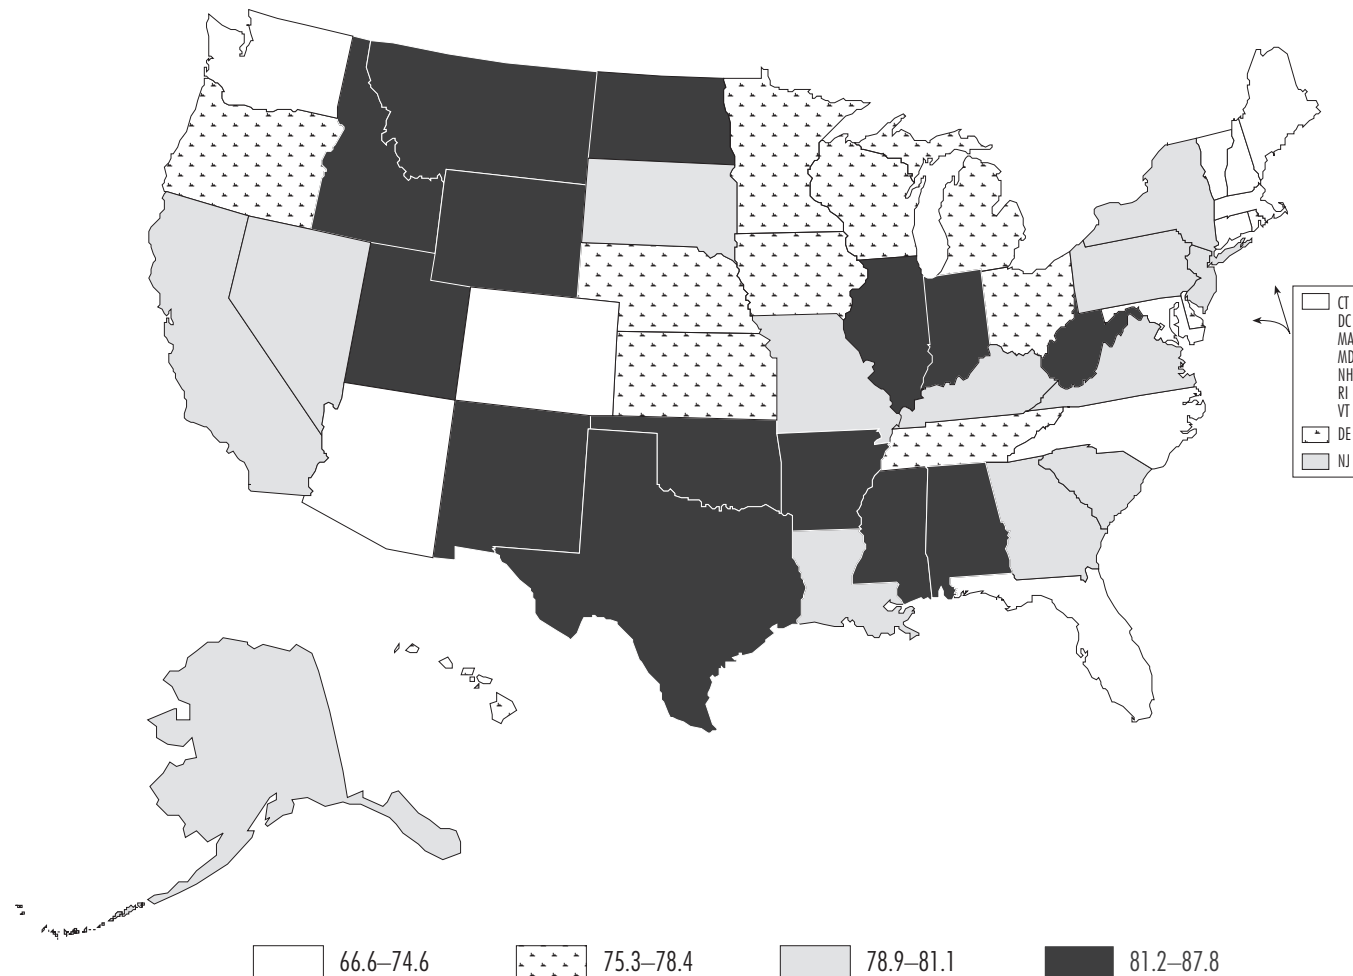 CT
DC
MA
MD
NH
RI
VT
DE
NJ
66.6–74.6 75.3–78.4 78.9–81.1 81.2–87.8